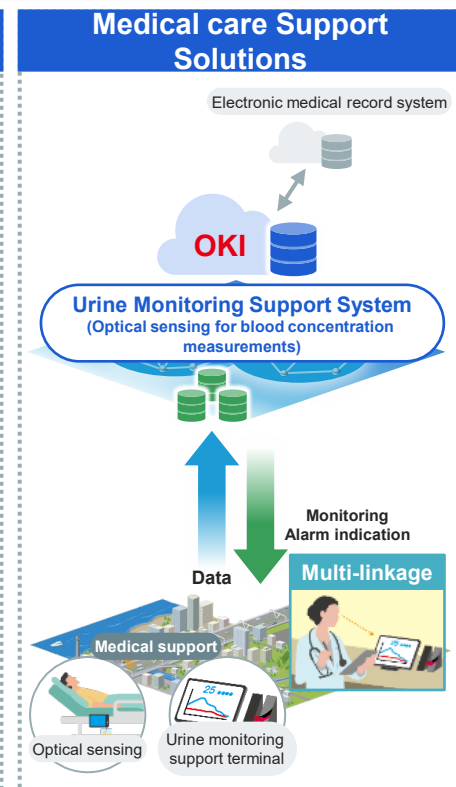 Medical care Support
Solutions
Electronic medical record system
OKI
Urine Monitoring Support System
(Optical sensing for blood concentration
measurements)
Monitoring
Alarm indication
Data
Multi-linkage
Medical support
25
Optical sensing
Urine monitoring
support terminal